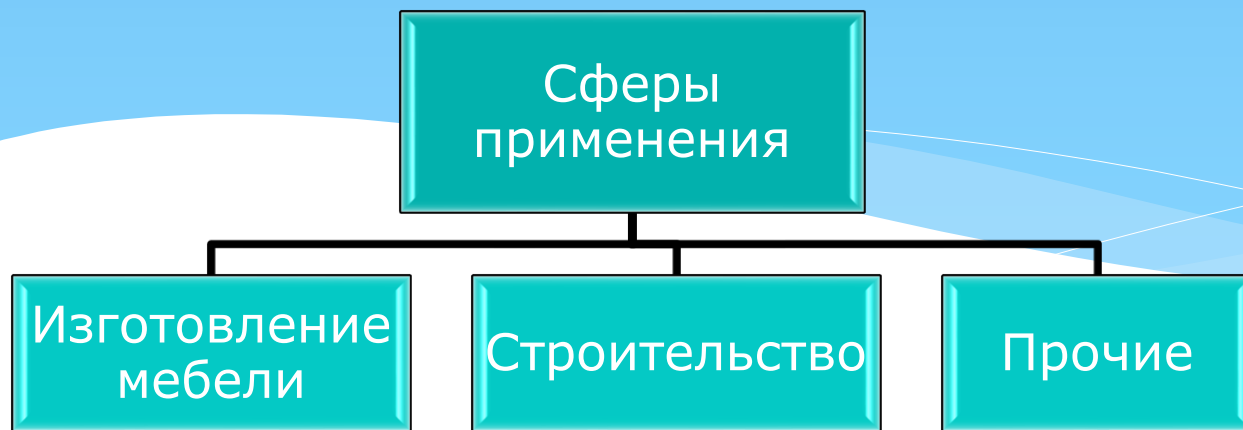 Сферы
применения
Изготовление
мебели
Строительство
Прочие